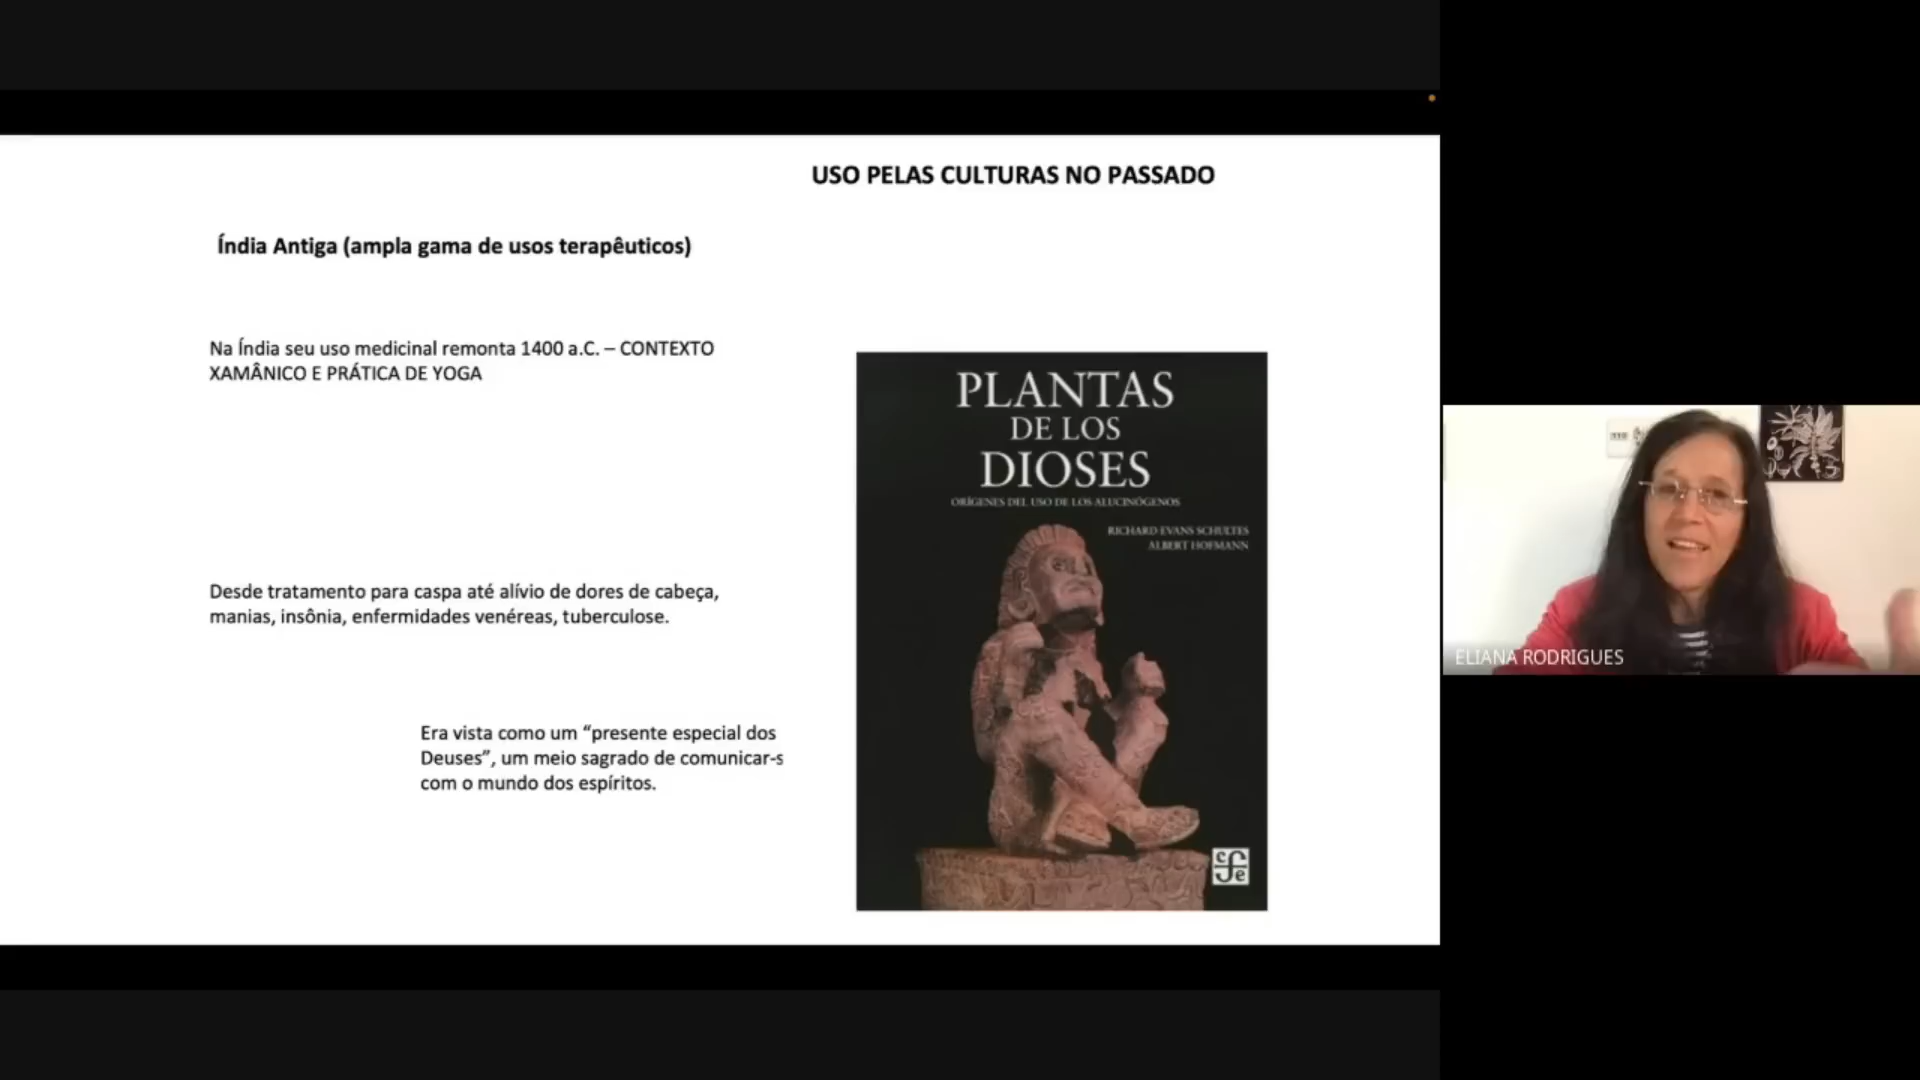 USO PELAS CULTURAS NO PASSADO
Índia Antiga (ampla gama de usos terapêuticos)
Na Índia seu uso medicinal remonta 1400 a.C. – CONTEXTO
XAMÂNICO E PRÁTICA DE YOGA
Desde tratamento para caspa até alívio de dores de cabeça,
manias, insônia, enfermidades venéreas, tuberculose.
Era vista como um “presente especial dos
Deuses”, um meio sagrado de comunicar-s
com o mundo dos espíritos.
PLANTAS
DE LOS
DIOSES
ORÍGENES DEL USO DE LOS ALUCINÓGENOS
RICHARD EVANS SCHULTES
ALBERT HOFMANN
cfe
ELIANA RODRIGUES